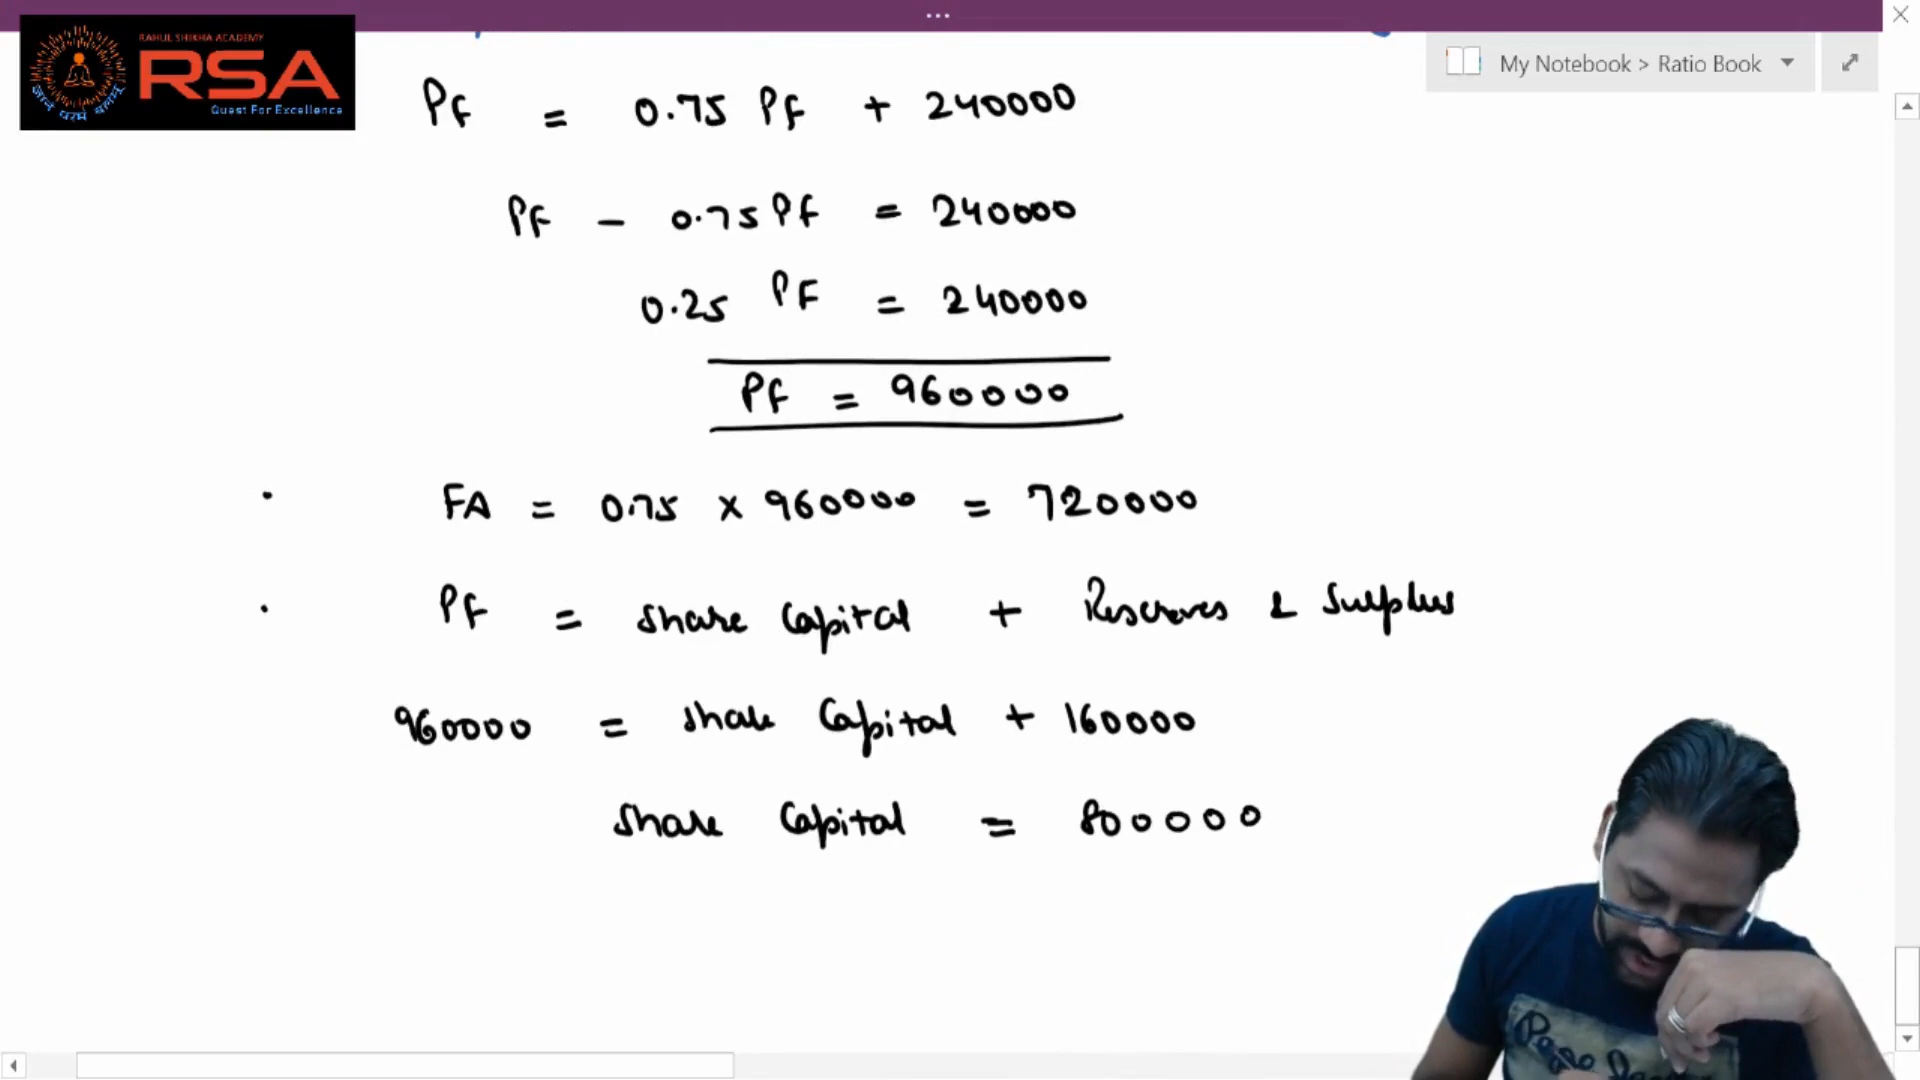 ...
RAHUL SHIKHA ACADEMY
RSA
Quest For Excellence
My Notebook > Ratio Book
PF = 0.75 PF + 240000
PF - 0.75 PF = 240000
0.25 PF = 240000
PF = 960000
FA = 0.75 x 960000 = 720000
PF = Share Capital + Reserves & Surplus
960000 = Share Capital + 160000
Share Capital = 800000